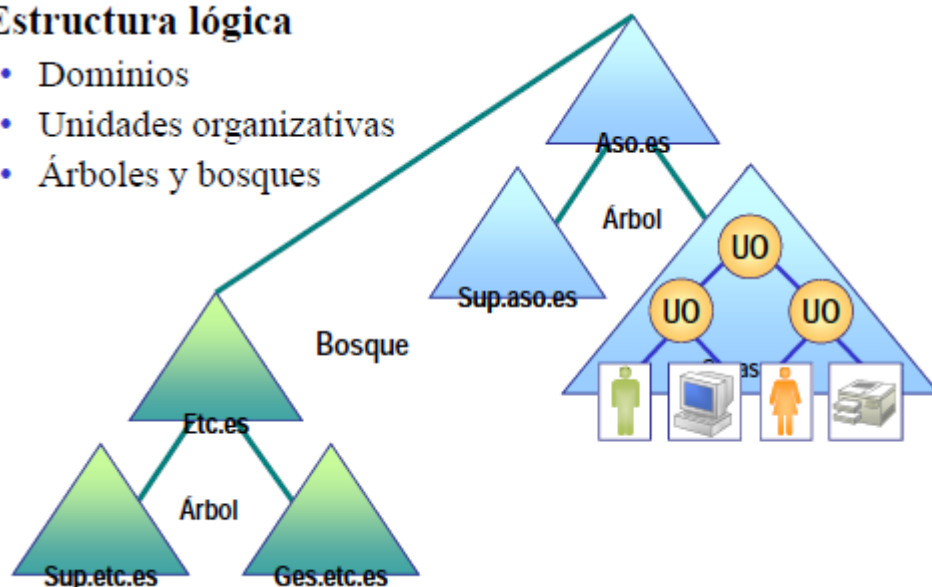 Estructura lógica
• Dominios
• Unidades organizativas
• Árboles y bosques
Aso.es
Árbol
Sup.aso.es
UO
UO
UO
Bosque
Etc.es
Árbol
Sup.etc.es
Ges.etc.es